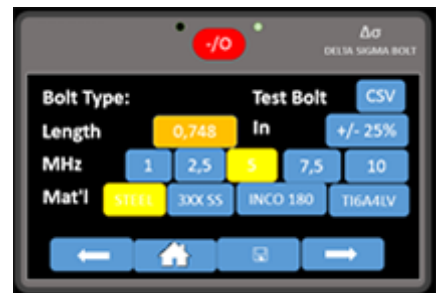 -/O
Δσ
DELTA SIGMA BOLT
Bolt Type: Test Bolt CSV
Length 0,748 In +/- 25%
MHz 1 2,5 5 7,5 10
Mat'l STEEL 3XX SS INCO 180 TI6A4LV